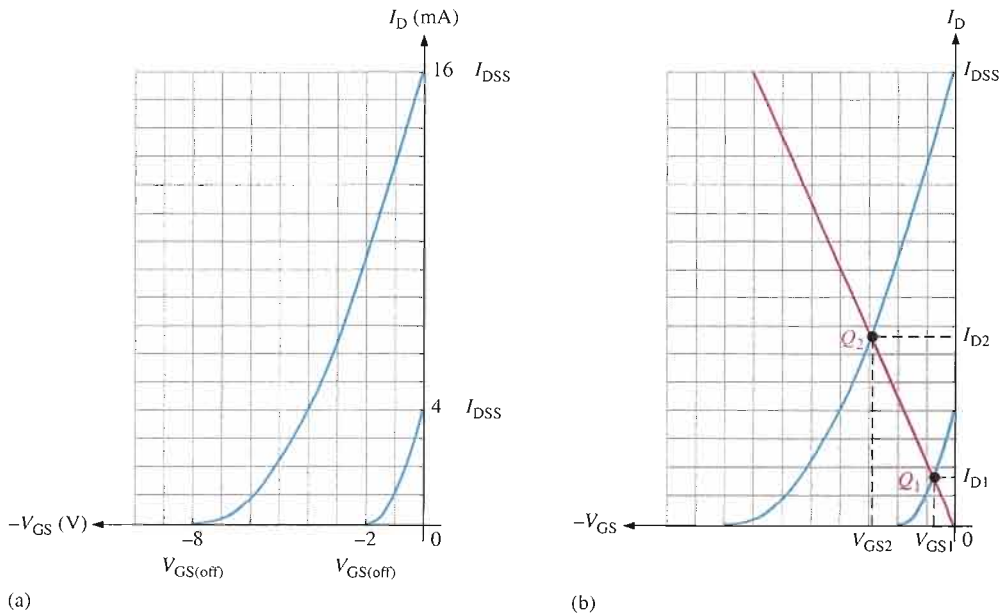 I_D (mA)
16 I_DSS
4 I_DSS
–V_GS (V)
–8 –2 0
V_GS(off) V_GS(off)
(a)
I_D
I_DSS
Q_2 I_D2
Q_1 I_D1
–V_GS
V_GS2 V_GS1 0
(b)